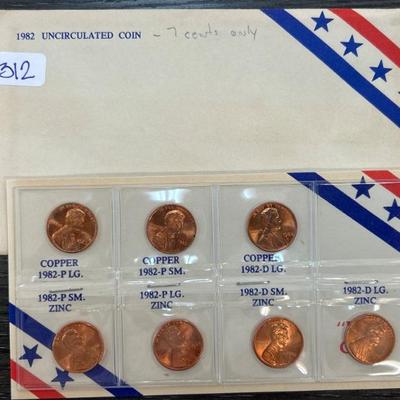 1982 UNCIRCULATED COIN - 7 cents only
312
COPPER
1982-P LG.
COPPER
1982-P SM.
COPPER
1982-D LG.
1982-P SM.
ZINC
1982-P LG.
ZINC
1982-D SM.
ZINC
1982-D LG.
ZINC